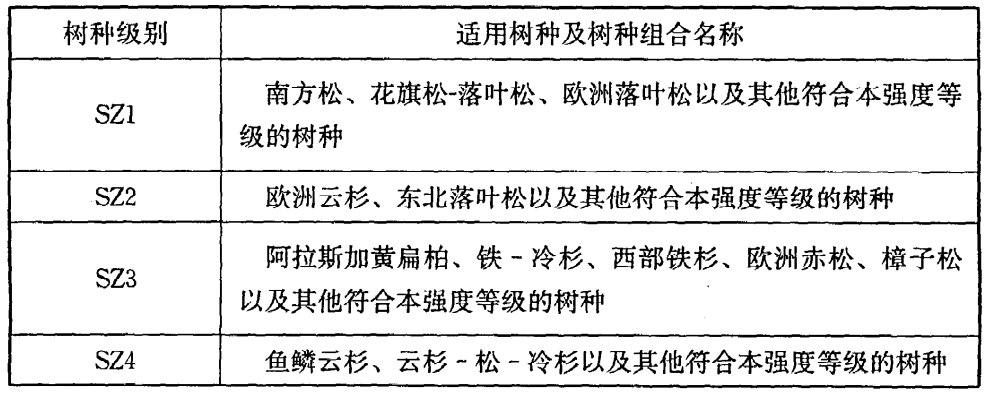 树种级别 适用树种及树种组合名称
SZ1 南方松、花旗松-落叶松、欧洲落叶松以及其他符合本强度等
级的树种
SZ2 欧洲云杉、东北落叶松以及其他符合本强度等级的树种
SZ3 阿拉斯加黄扁柏、铁-冷杉、西部铁杉、欧洲赤松、樟子松
以及其他符合本强度等级的树种
SZ4 鱼鳞云杉、云杉-松-冷杉以及其他符合本强度等级的树种